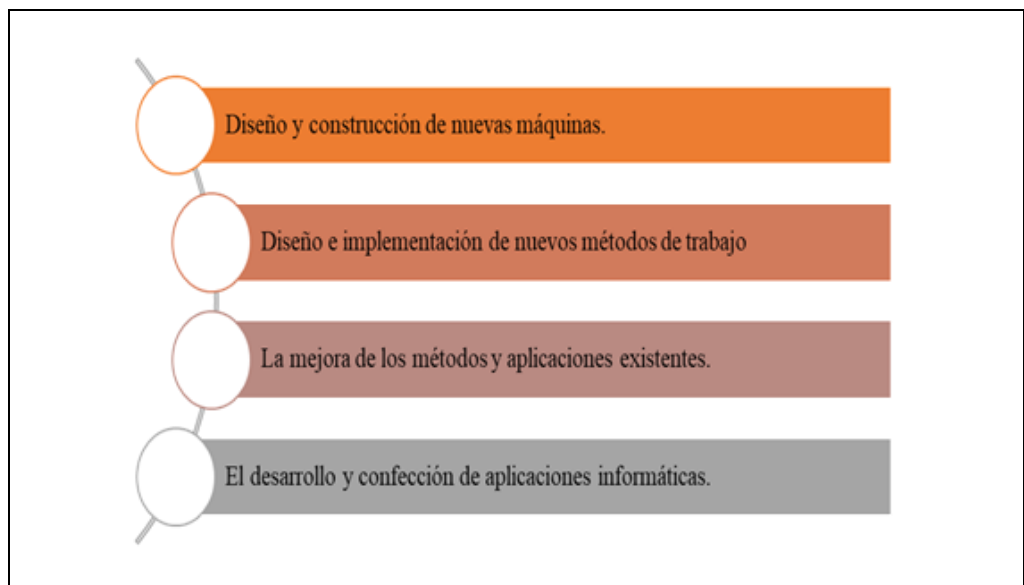 Diseño y construcción de nuevas máquinas.
Diseño e implementación de nuevos métodos de trabajo
La mejora de los métodos y aplicaciones existentes.
El desarrollo y confección de aplicaciones informáticas.